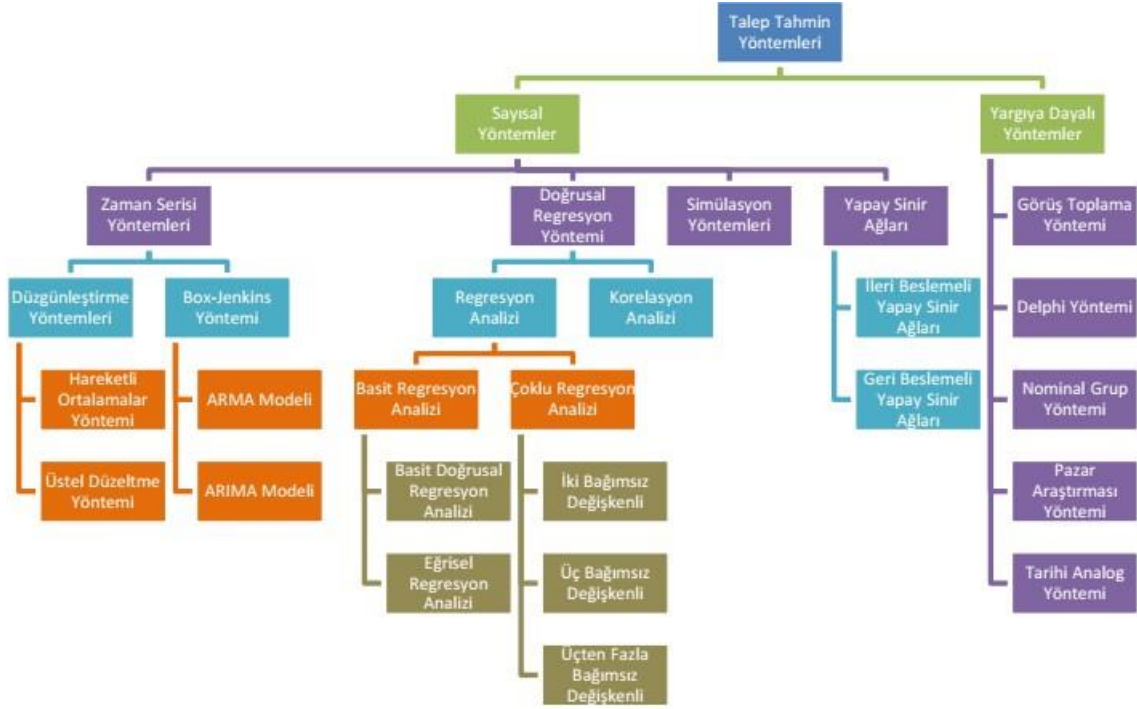 Talep Tahmin
Yöntemleri
Sayısal
Yöntemler
Yargıya Dayalı
Yöntemler
Zaman Serisi
Yöntemleri
Doğrusal
Regresyon
Yöntemi
Simülasyon
Yöntemleri
Yapay Sinir
Ağları
Görüş Toplama
Yöntemi
Düzgünleştirme
Yöntemleri
Box-Jenkins
Yöntemi
Regresyon
Analizi
Korelasyon
Analizi
İleri Beslemeli
Yapay Sinir
Ağları
Delphi Yöntemi
Hareketli
Ortalamalar
Yöntemi
ARMA Modeli
Basit Regresyon
Analizi
Çoklu Regresyon
Analizi
Geri Beslemeli
Yapay Sinir
Ağları
Nominal Grup
Yöntemi
Üstel Düzeltme
Yöntemi
ARIMA Modeli
Basit Doğrusal
Regresyon
Analizi
İki Bağımsız
Değişkenli
Pazar
Araştırması
Yöntemi
Eğrisel
Regresyon
Analizi
Üç Bağımsız
Değişkenli
Tarihi Analog
Yöntemi
Üçten Fazla
Bağımsız
Değişkenli